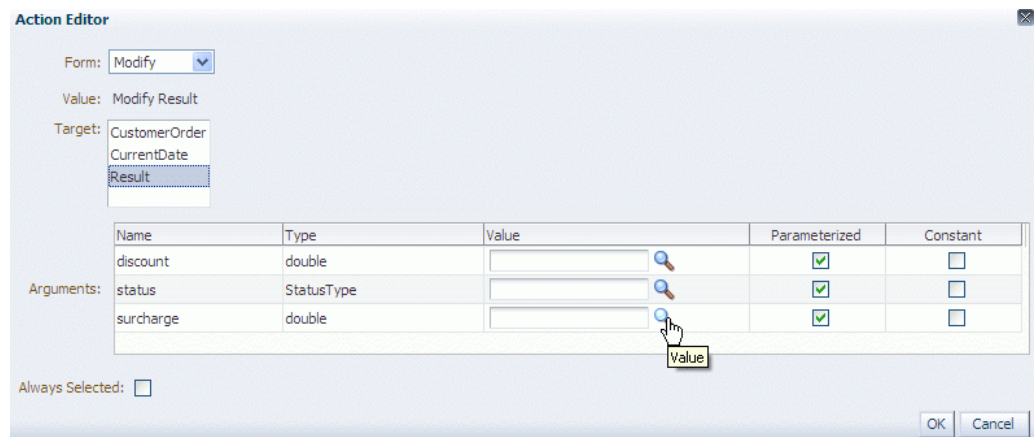 Action Editor
Form: Modify
Value: Modify Result
Target: CustomerOrder
CurrentDate
Result
Name Type Value Parameterized Constant
discount double
Arguments: status StatusType
surcharge double
Value
Always Selected:
OK Cancel